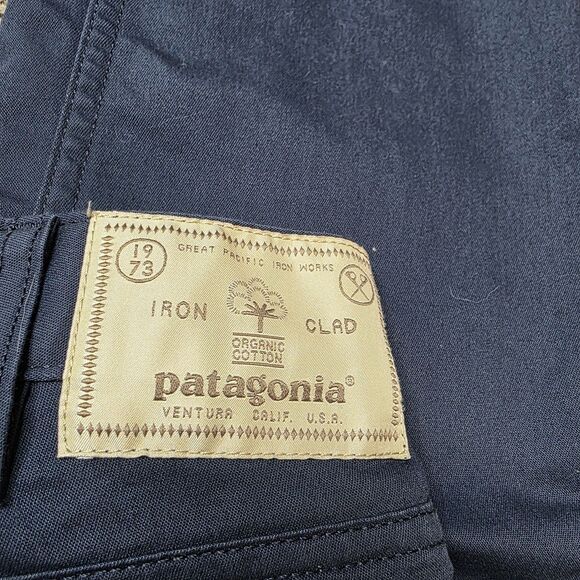 19
73
GREAT PACIFIC IRON WORKS
IRON CLAD
ORGANIC
COTTON
patagonia®
VENTURA CALIF. U.S.A.